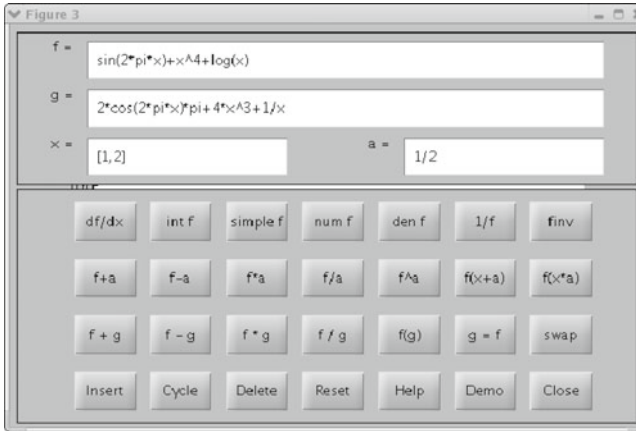 Figure 3
f = sin(2*pi*x)+x^4+log(x)
g = 2*cos(2*pi*x)*pi+4*x^3+1/x
x = [1,2] a = 1/2
df/dx int f simple f num f den f 1/f finv
f+a f-a f*a f/a f^a f(x+a) f(x*a)
f + g f - g f * g f / g f(g) g = f swap
Insert Cycle Delete Reset Help Demo Close